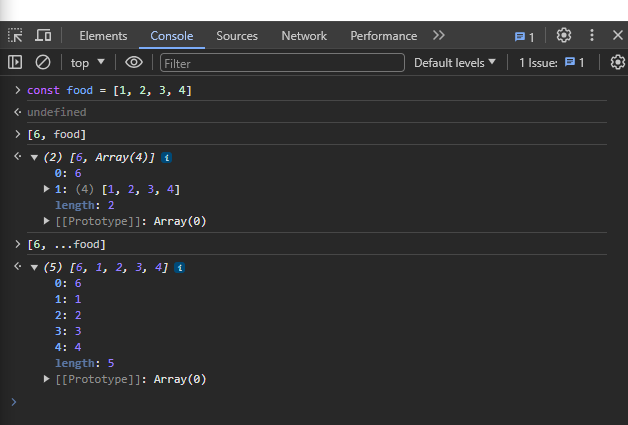 Elements Console Sources Network Performance 1
top Filter Default levels 1 Issue: 1
const food = [1, 2, 3, 4]
undefined
[6, food]
(2) [6, Array(4)] i
0: 6
1: (4) [1, 2, 3, 4]
length: 2
[[Prototype]]: Array(0)
[6, ...food]
(5) [6, 1, 2, 3, 4] i
0: 6
1: 1
2: 2
3: 3
4: 4
length: 5
[[Prototype]]: Array(0)